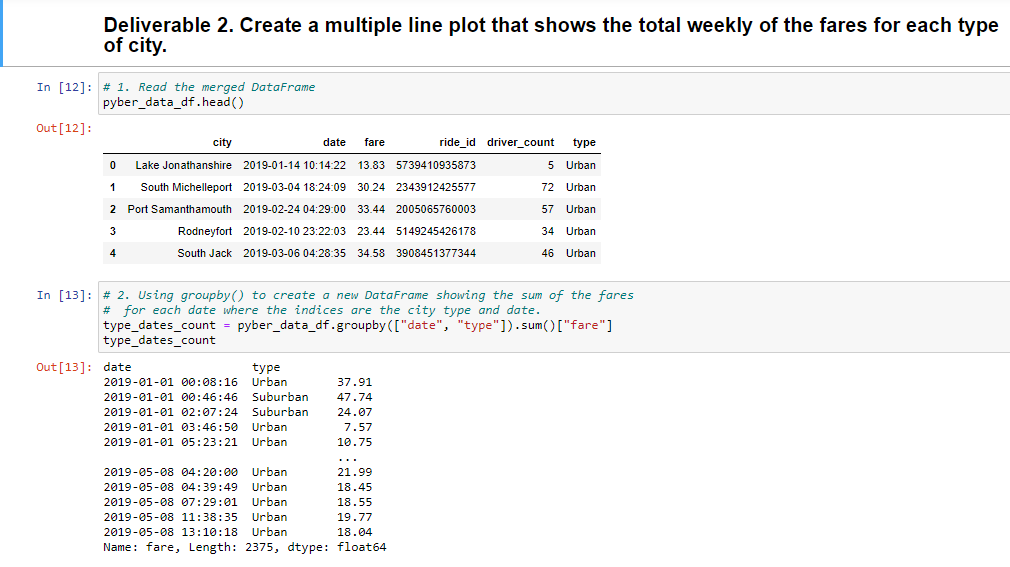 Deliverable 2. Create a multiple line plot that shows the total weekly of the fares for each type
of city.
In [12]: # 1. Read the merged DataFrame
pyber_data_df.head()
Out[12]:
city date fare ride_id driver_count type
0 Lake Jonathanshire 2019-01-14 10:14:22 13.83 5739410935873 5 Urban
1 South Michelleport 2019-03-04 18:24:09 30.24 2343912425577 72 Urban
2 Port Samanthamouth 2019-02-24 04:29:00 33.44 2005065760003 57 Urban
3 Rodneyfort 2019-02-10 23:22:03 23.44 5149245426178 34 Urban
4 South Jack 2019-03-06 04:28:35 34.58 3908451377344 46 Urban
In [13]: # 2. Using groupby() to create a new DataFrame showing the sum of the fares
#  for each date where the indices are the city type and date.
type_dates_count = pyber_data_df.groupby(["date", "type"]).sum()["fare"]
type_dates_count
Out[13]: date type
2019-01-01 00:08:16 Urban 37.91
2019-01-01 00:46:46 Suburban 47.74
2019-01-01 02:07:24 Suburban 24.07
2019-01-01 03:46:50 Urban 7.57
2019-01-01 05:23:21 Urban 10.75
...
2019-05-08 04:20:00 Urban 21.99
2019-05-08 04:39:49 Urban 18.45
2019-05-08 07:29:01 Urban 18.55
2019-05-08 11:38:35 Urban 19.77
2019-05-08 13:10:18 Urban 18.04
Name: fare, Length: 2375, dtype: float64